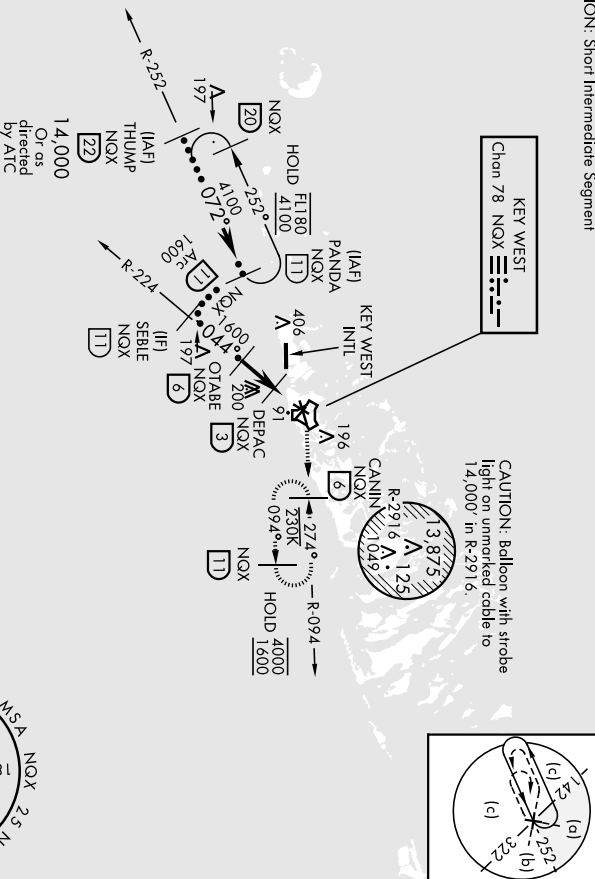 ION: Short Intermediate Segment
KEY WEST
Chan 78 NQX
CAUTION: Balloon with strobe
light on unmarked cable to
14,000' in R-2916.
R-252
197
NQX
20
HOLD
FL180
4100
252°
4100
072°
(IAF)
THUMP
NQX
22
14,000
Or as
directed
by ATC
(IAF)
PANDA
NQX
11
NQX
11
Arc
1600
R-224
(IF)
SEBLE
NQX
11
1600
044°
197
OTABE
NQX
6
406
KEY WEST
INTL
200
DEPAC
NQX
3
91
196
CANIN
NQX
6
R-2916
13,875
125
1049
274°
230K
094°
R-094
NQX
11
HOLD
4000
1600
142
(a)
252
(b)
322
(c)
(c)
MSA NQX 25 N